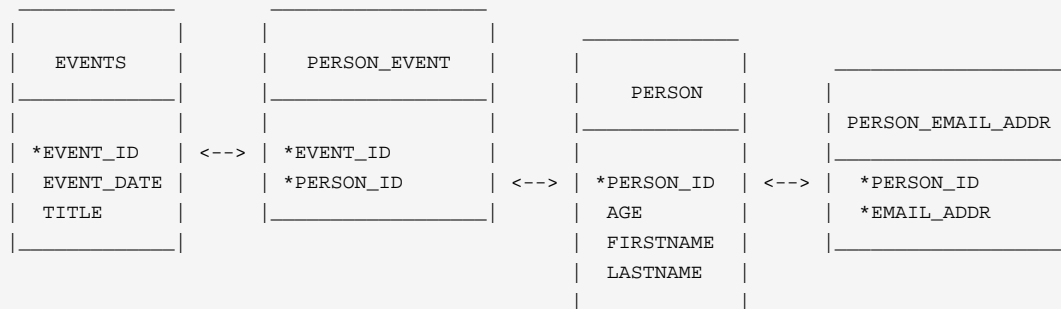 EVENTS
PERSON_EVENT
PERSON
PERSON_EMAIL_ADDR
*EVENT_ID <--> *EVENT_ID
EVENT_DATE *PERSON_ID <--> *PERSON_ID <--> *PERSON_ID
TITLE AGE *EMAIL_ADDR
FIRSTNAME
LASTNAME